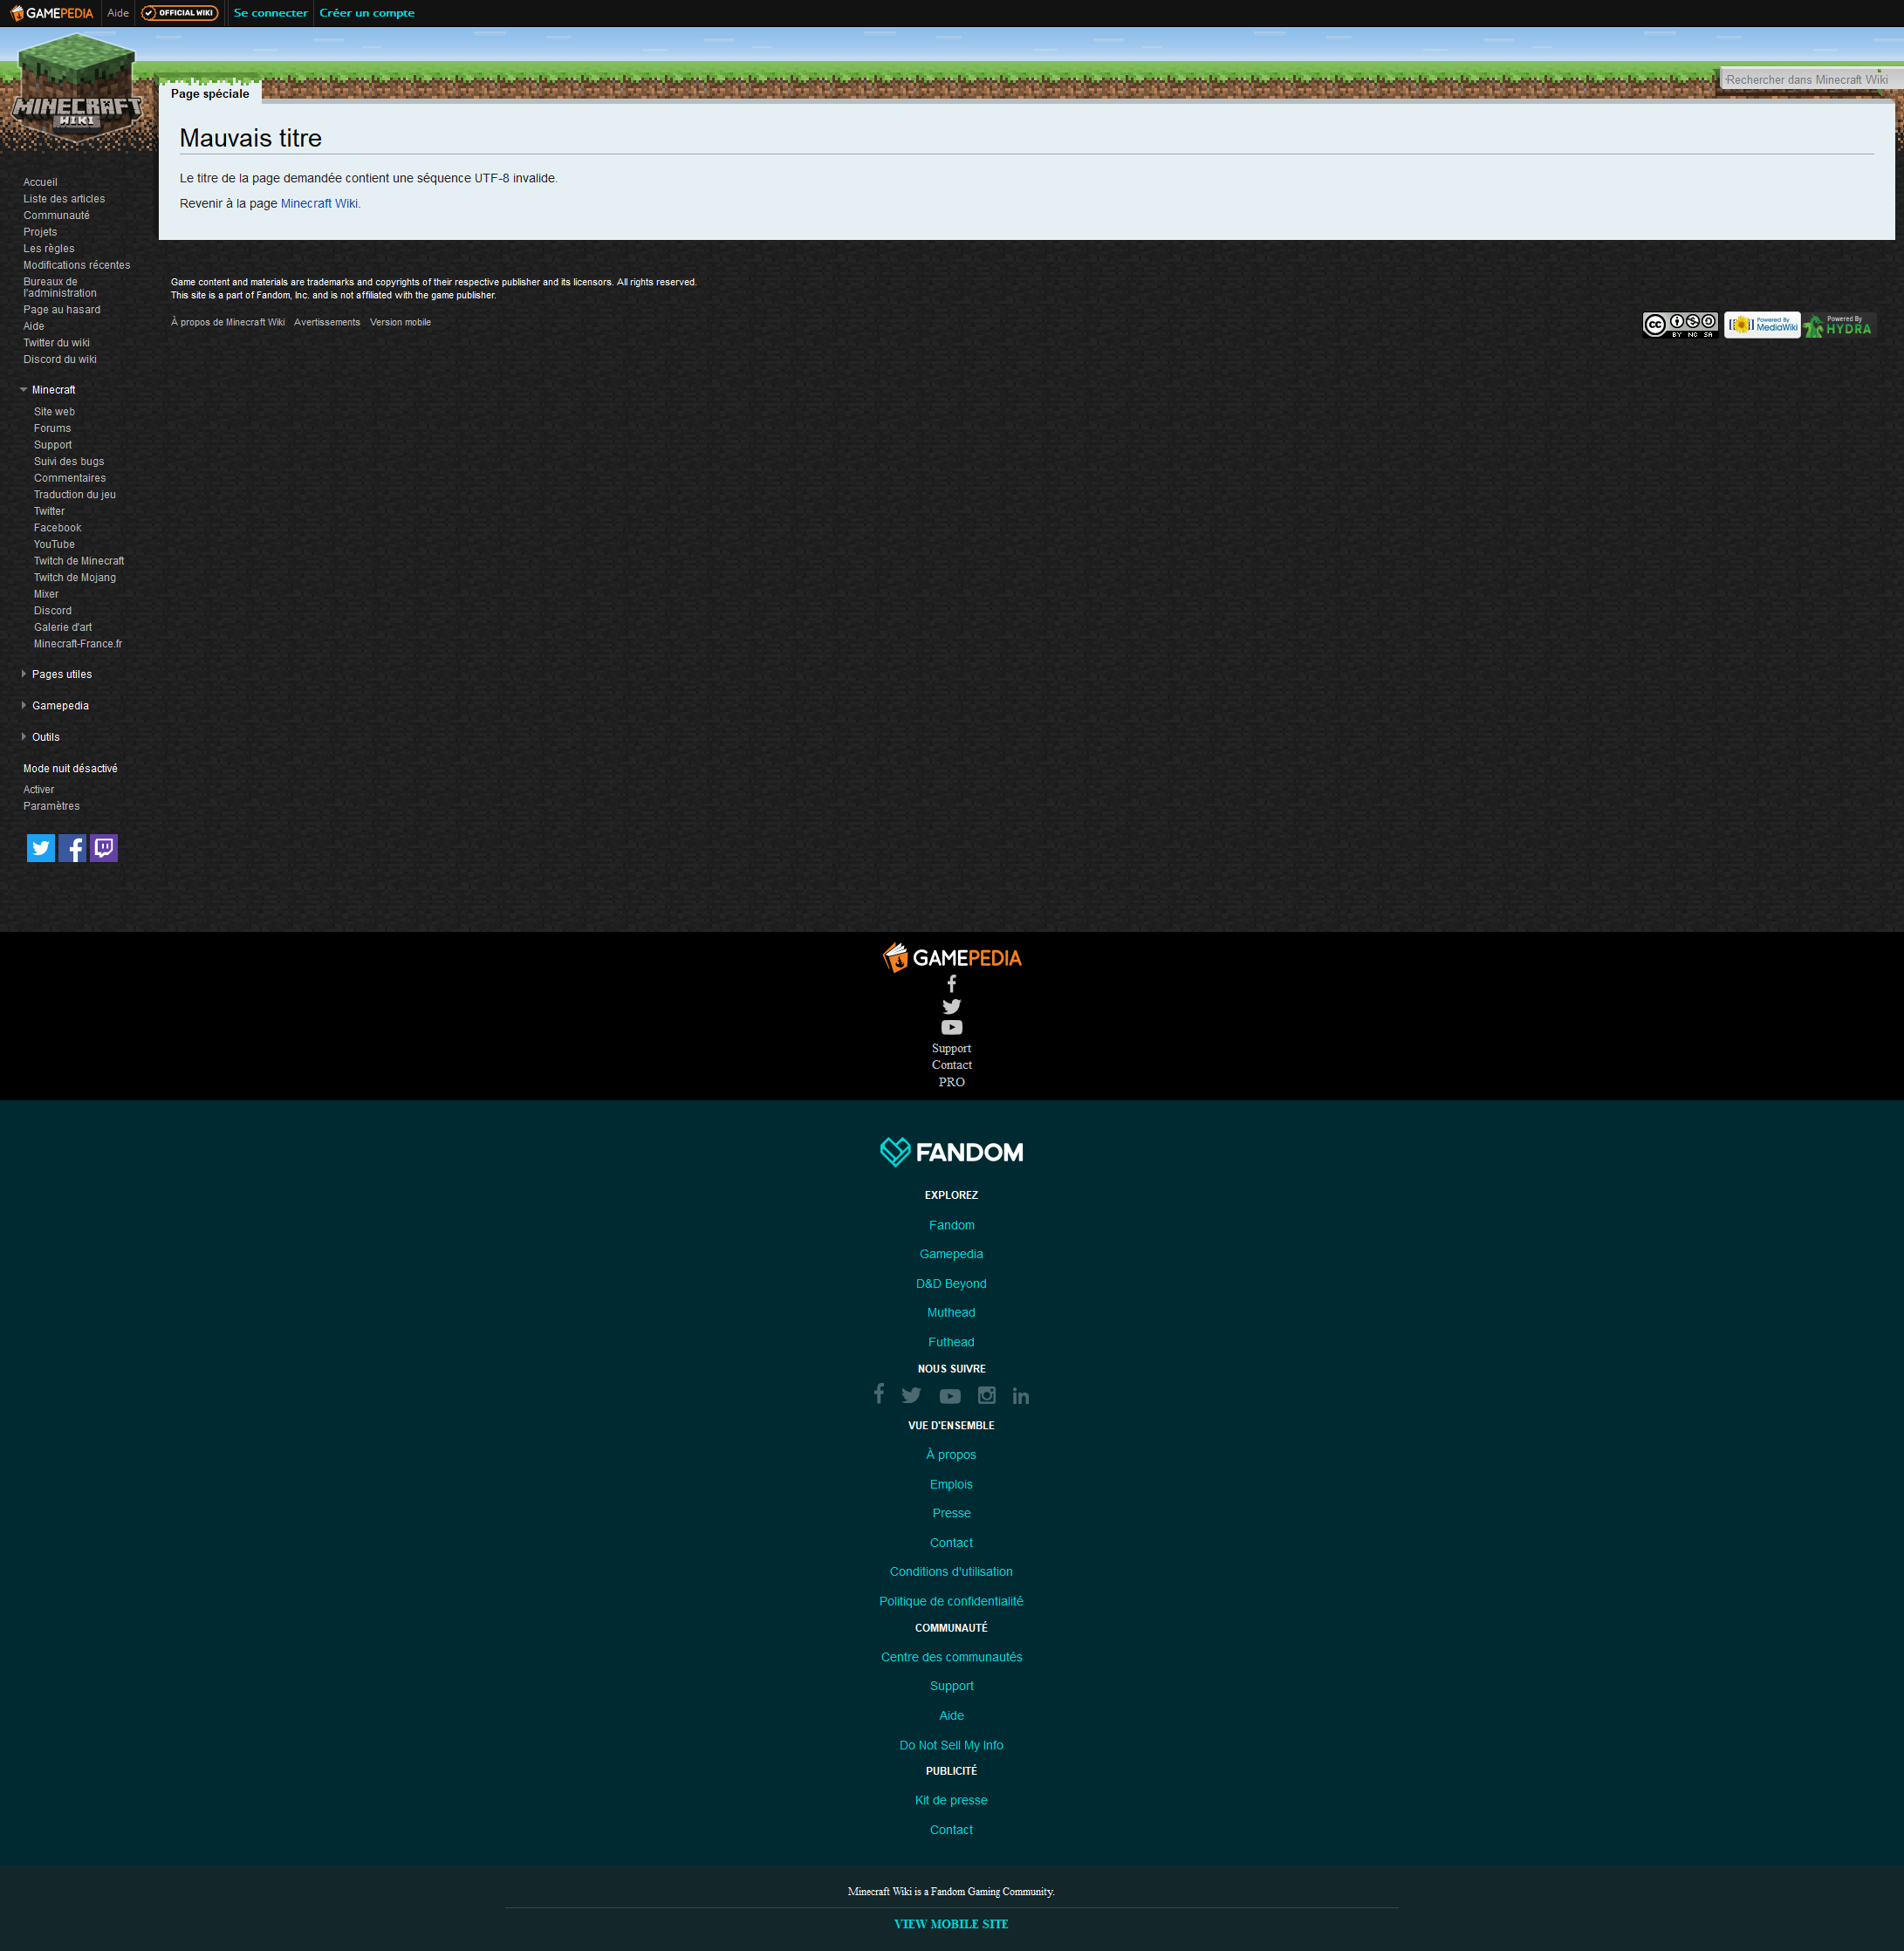 GAMEPEDIA Aide OFFICIAL WIKI Se connecter Créer un compte
MINECRAFT
WIKI
Page spéciale
Rechercher dans Minecraft Wiki
Mauvais titre
Le titre de la page demandée contient une séquence UTF-8 invalide.
Revenir à la page Minecraft Wiki.
Accueil
Liste des articles
Communauté
Projets
Les règles
Modifications récentes
Bureaux de
l'administration
Page au hasard
Aide
Twitter du wiki
Discord du wiki
Minecraft
Site web
Forums
Support
Suivi des bugs
Commentaires
Traduction du jeu
Twitter
Facebook
YouTube
Twitch de Minecraft
Twitch de Mojang
Mixer
Discord
Galerie d'art
Minecraft-France.fr
Pages utiles
Gamepedia
Outils
Mode nuit désactivé
Activer
Paramètres
Game content and materials are trademarks and copyrights of their respective publisher and its licensors. All rights reserved.
This site is a part of Fandom, Inc. and is not affiliated with the game publisher.
À propos de Minecraft Wiki Avertissements Version mobile
CC BY NC SA
Powered By
MediaWiki
Powered By
HYDRA
GAMEPEDIA
Support
Contact
PRO
FANDOM
EXPLOREZ
Fandom
Gamepedia
D&D Beyond
Muthead
Futhead
NOUS SUIVRE
VUE D'ENSEMBLE
À propos
Emplois
Presse
Contact
Conditions d'utilisation
Politique de confidentialité
COMMUNAUTÉ
Centre des communautés
Support
Aide
Do Not Sell My Info
PUBLICITÉ
Kit de presse
Contact
Minecraft Wiki is a Fandom Gaming Community.
VIEW MOBILE SITE